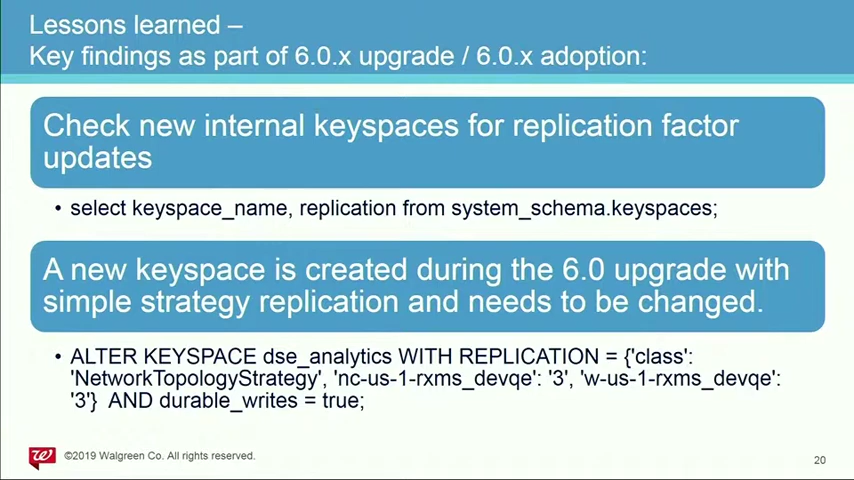 Lessons learned –
Key findings as part of 6.0.x upgrade / 6.0.x adoption:
Check new internal keyspaces for replication factor
updates
• select keyspace_name, replication from system_schema.keyspaces;
A new keyspace is created during the 6.0 upgrade with
simple strategy replication and needs to be changed.
• ALTER KEYSPACE dse_analytics WITH REPLICATION = {'class':
'NetworkTopologyStrategy', 'nc-us-1-rxms_devqe': '3', 'w-us-1-rxms_devqe':
'3'} AND durable_writes = true;
W ©2019 Walgreen Co. All rights reserved.
20